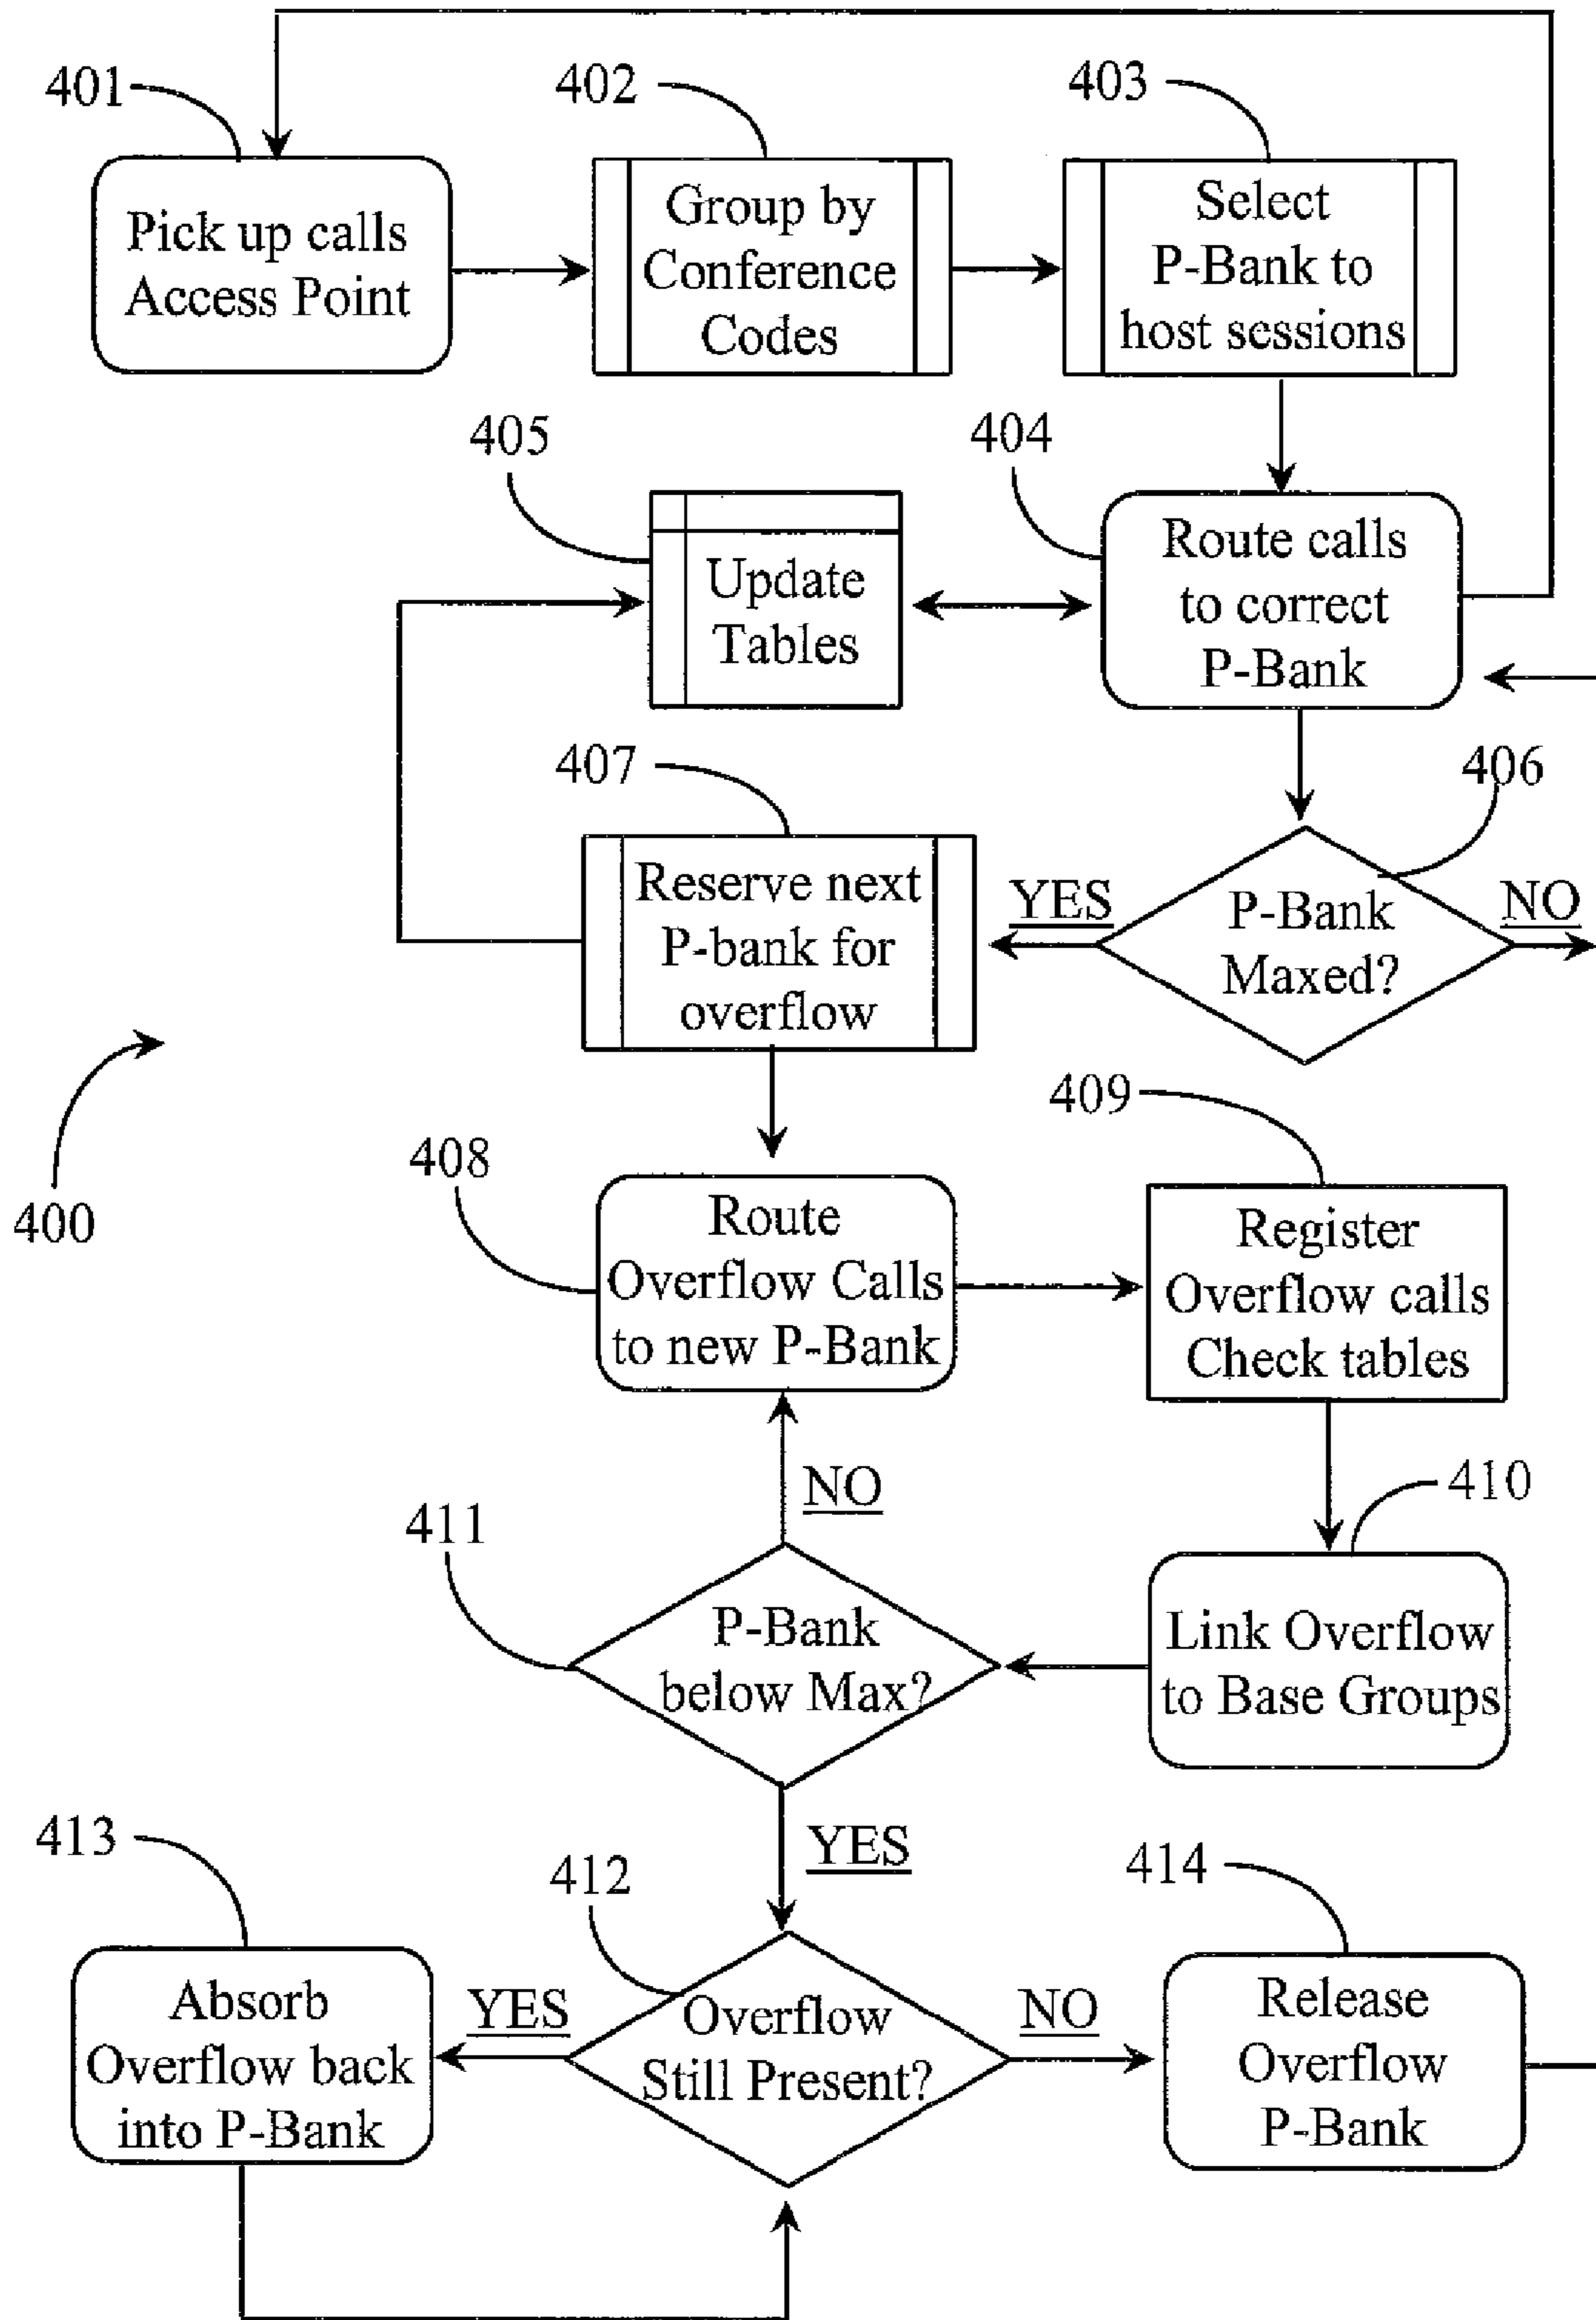 401
402
403
Pick up calls
Access Point
Group by
Conference
Codes
Select
P-Bank to
host sessions
405
404
Update
Tables
Route calls
to correct
P-Bank
407
406
Reserve next
P-bank for
overflow
YES
P-Bank
Maxed?
NO
400
408
409
Route
Overflow Calls
to new P-Bank
Register
Overflow calls
Check tables
NO
410
411
P-Bank
below Max?
Link Overflow
to Base Groups
413
YES
412
414
Absorb
Overflow back
into P-Bank
YES
Overflow
Still Present?
NO
Release
Overflow
P-Bank